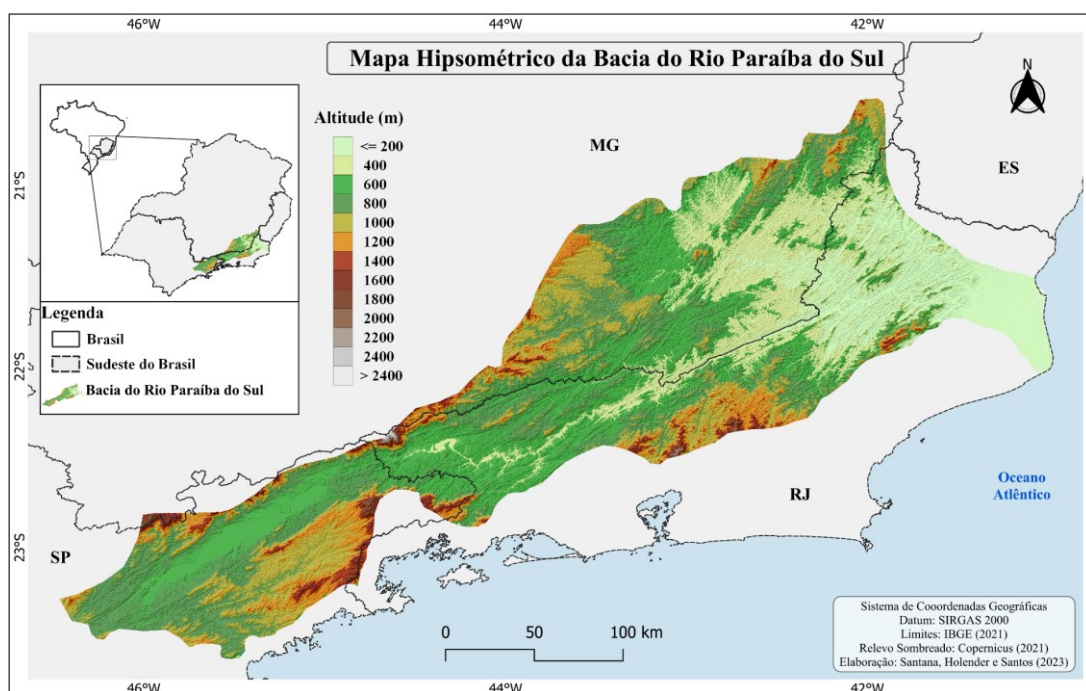 46°W
44°W
42°W
Mapa Hipsométrico da Bacia do Rio Paraíba do Sul
N
Altitude (m)
<= 200
400
600
800
1000
1200
1400
1600
1800
2000
2200
2400
> 2400
MG
ES
21°S
22°S
23°S
Legenda
Brasil
Sudeste do Brasil
Bacia do Rio Paraíba do Sul
SP
RJ
Oceano
Atlêntico
0
50
100 km
Sistema de Cooordenadas Geográficas
Datum: SIRGAS 2000
Limites: IBGE (2021)
Relevo Sombreado: Copernicus (2021)
Elaboração: Santana, Holender e Santos (2023)
46°W
44°W
42°W